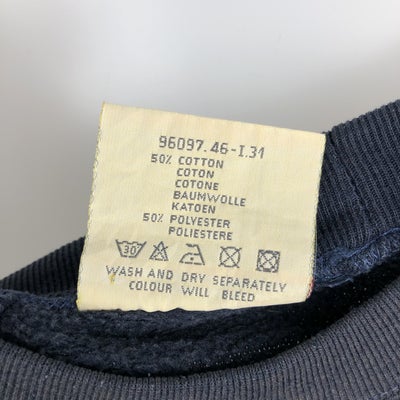 96097.46-I.31
50% COTTON
COTON
COTONE
BAUMWOLLE
KATOEN
50% POLYESTER
POLIESTERE
30
WASH AND DRY SEPARATELY
COLOUR WILL BLEED